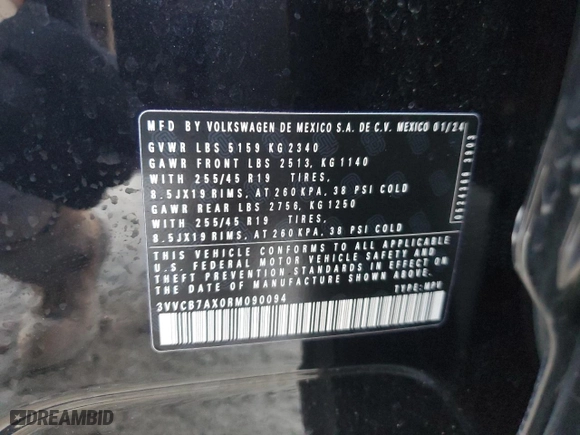 MFD BY VOLKSWAGEN DE MEXICO S.A. DE C.V. MEXICO 01/24
GVWR LBS 5159 KG 2340
GAWR FRONT LBS 2513, KG 1140
WITH 255/45 R19 TIRES,
8.5JX19 RIMS, AT 260 KPA, 38 PSI COLD
GAWR REAR LBS 2756, KG 1250
WITH 255/45 R19 TIRES,
8.5JX19 RIMS, AT 260 KPA, 38 PSI COLD
THIS VEHICLE CONFORMS TO ALL APPLICABLE
U.S. FEDERAL MOTOR VEHICLE SAFETY AND
THEFT PREVENTION STANDARDS IN EFFECT ON
THE DATE OF MANUFACTURE SHOWN ABOVE.
3VVCB7AX0RM090094 TYPE: MPV
DREAMBID